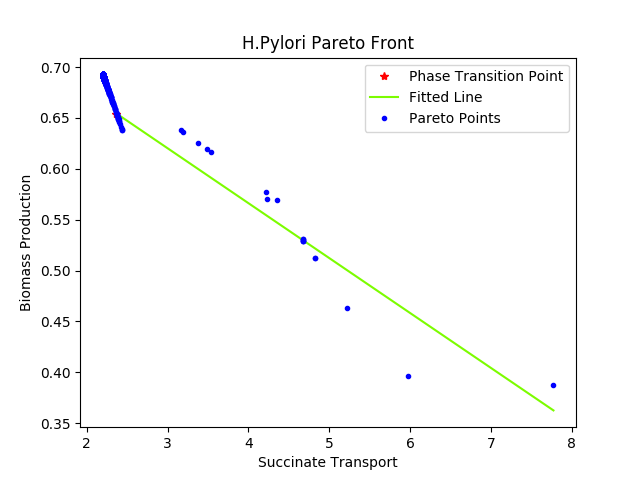 H.Pylori Pareto Front
Phase Transition Point
Fitted Line
Pareto Points
0.70
0.65
0.60
0.55
0.50
0.45
0.40
0.35
Biomass Production
2 3 4 5 6 7 8
Succinate Transport